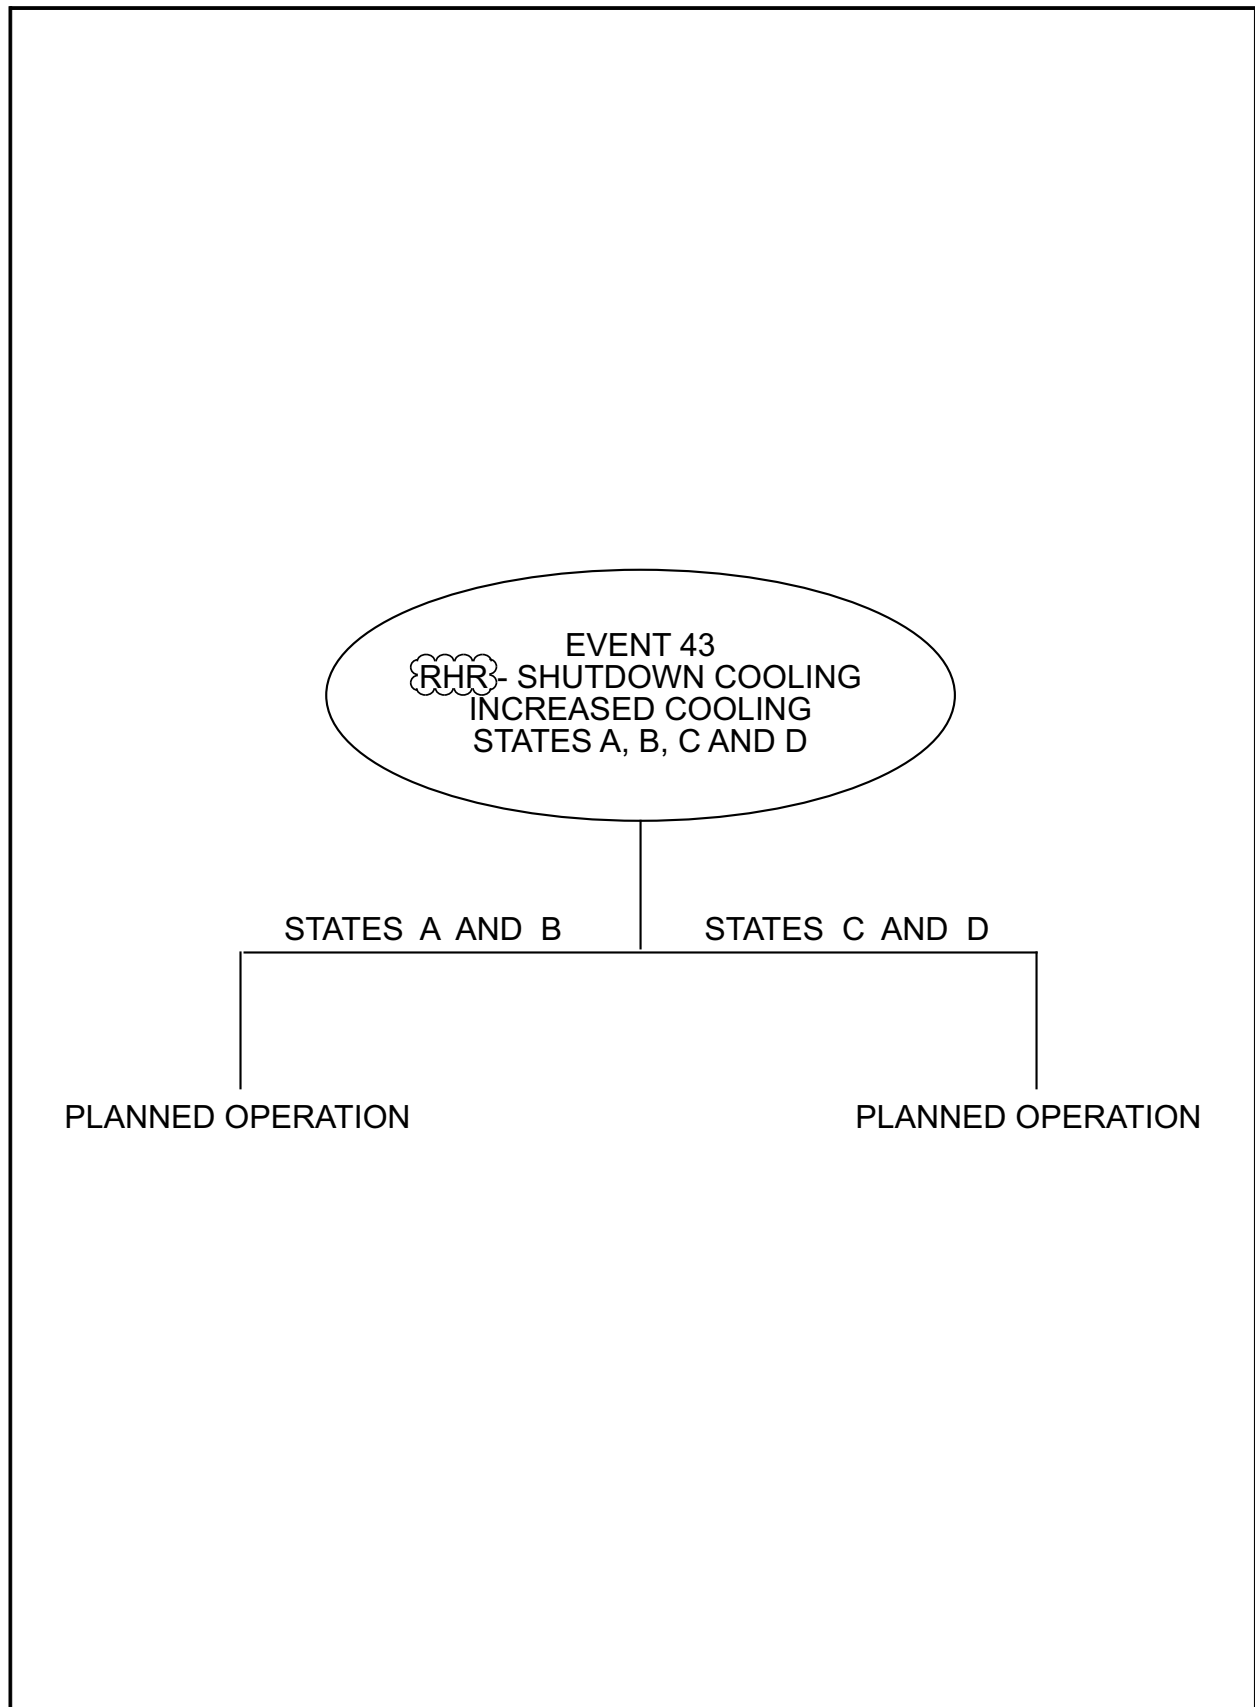 EVENT 43
RHR - SHUTDOWN COOLING
INCREASED COOLING
STATES A, B, C AND D
STATES A AND B
STATES C AND D
PLANNED OPERATION
PLANNED OPERATION